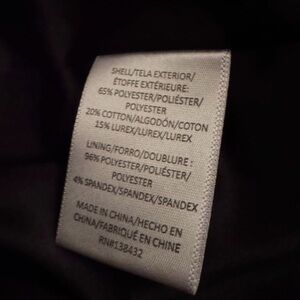 SHELL/TELA EXTERIOR/
ÉTOFFE EXTÉRIEURE:
65% POLYESTER/POLIÉSTER/
POLYESTER
20% COTTON/ALGODÓN/COTON
15% LUREX/LUREX/LUREX
LINING/FORRO/DOUBLURE :
96% POLYESTER/POLIÉSTER/
POLYESTER
4% SPANDEX/SPANDEX/SPANDEX
MADE IN CHINA/HECHO EN
CHINA/FABRIQUÉ EN CHINE
RN#138432